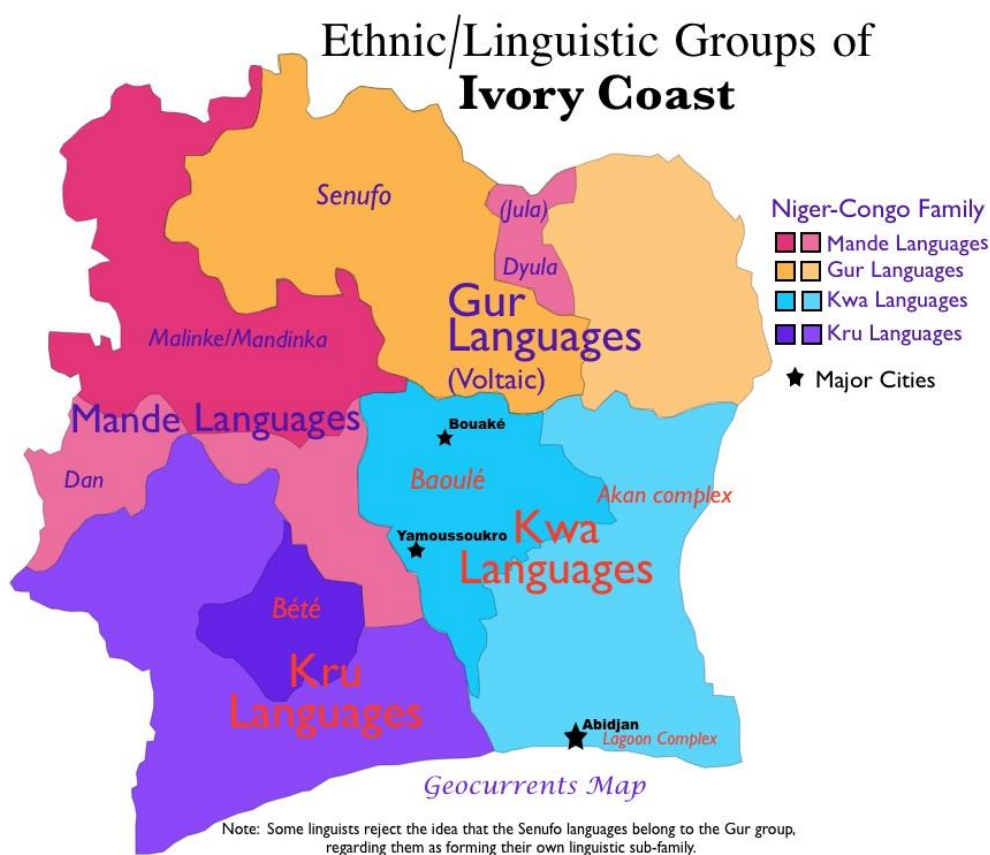 Ethnic/Linguistic Groups of
Ivory Coast
Senufo
(Jula)
Dyula
Niger-Congo Family
Mande Languages
Gur Languages
Kwa Languages
Kru Languages
Major Cities
Gur
Languages
(Voltaic)
Malinke/Mandinka
Mande Languages
Dan
Bouaké
Baoulé
Akan complex
Yamoussoukro
Kwa
Languages
Bété
Kru
Languages
Abidjan
Lagoon Complex
Geocurrents Map
Note: Some linguists reject the idea that the Senufo languages belong to the Gur group,
regarding them as forming their own linguistic sub-family.